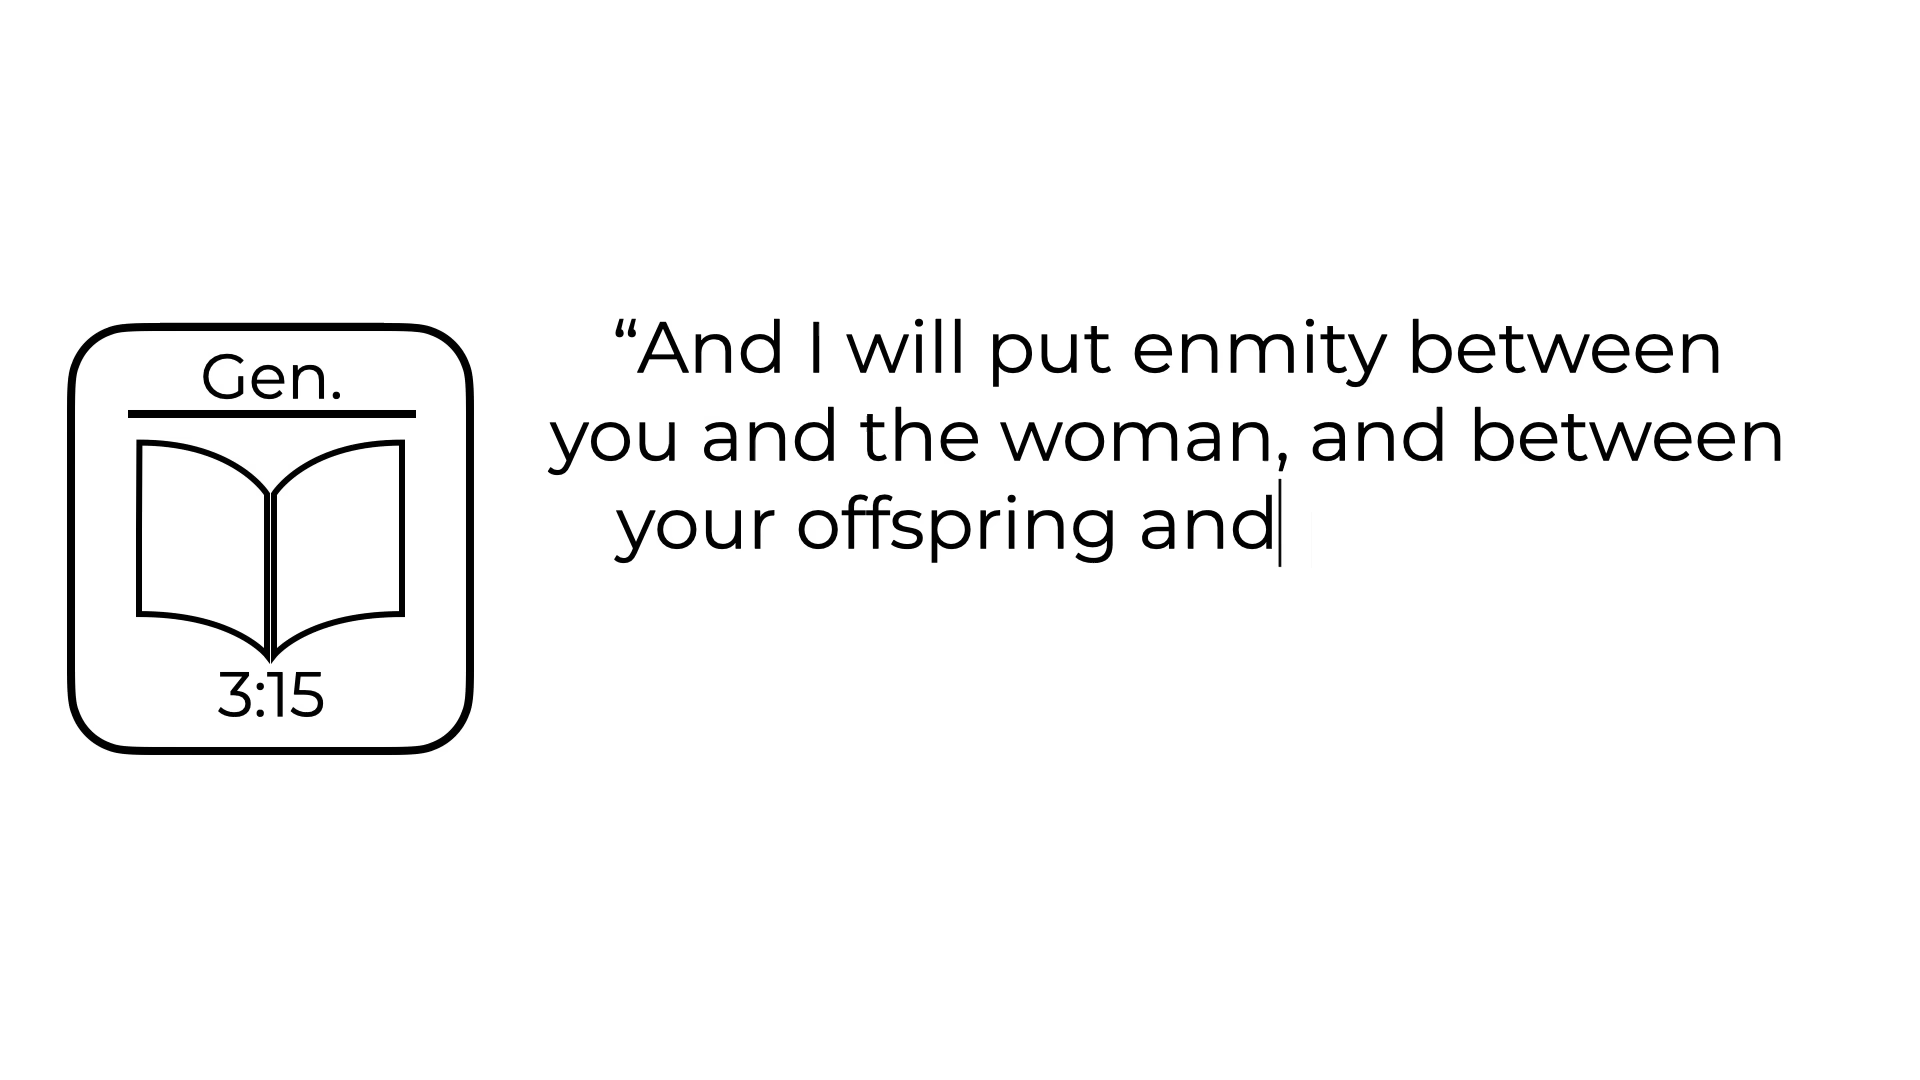 Gen.
3:15
“And I will put enmity between
you and the woman, and between
your offspring and